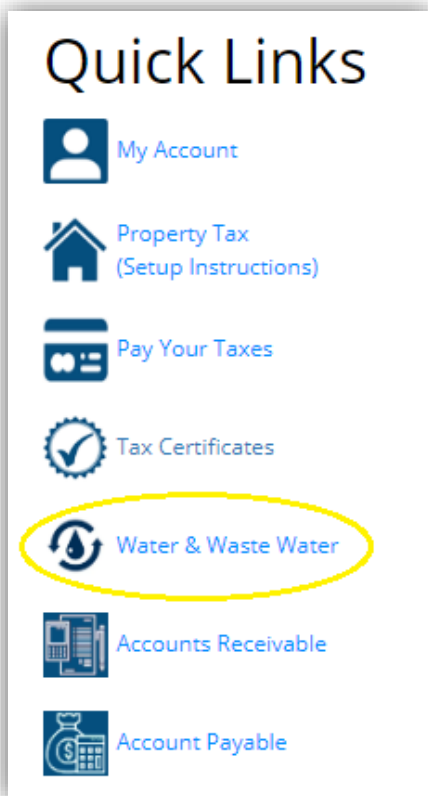 Quick Links
My Account
Property Tax
(Setup Instructions)
Pay Your Taxes
Tax Certificates
Water & Waste Water
Accounts Receivable
Account Payable